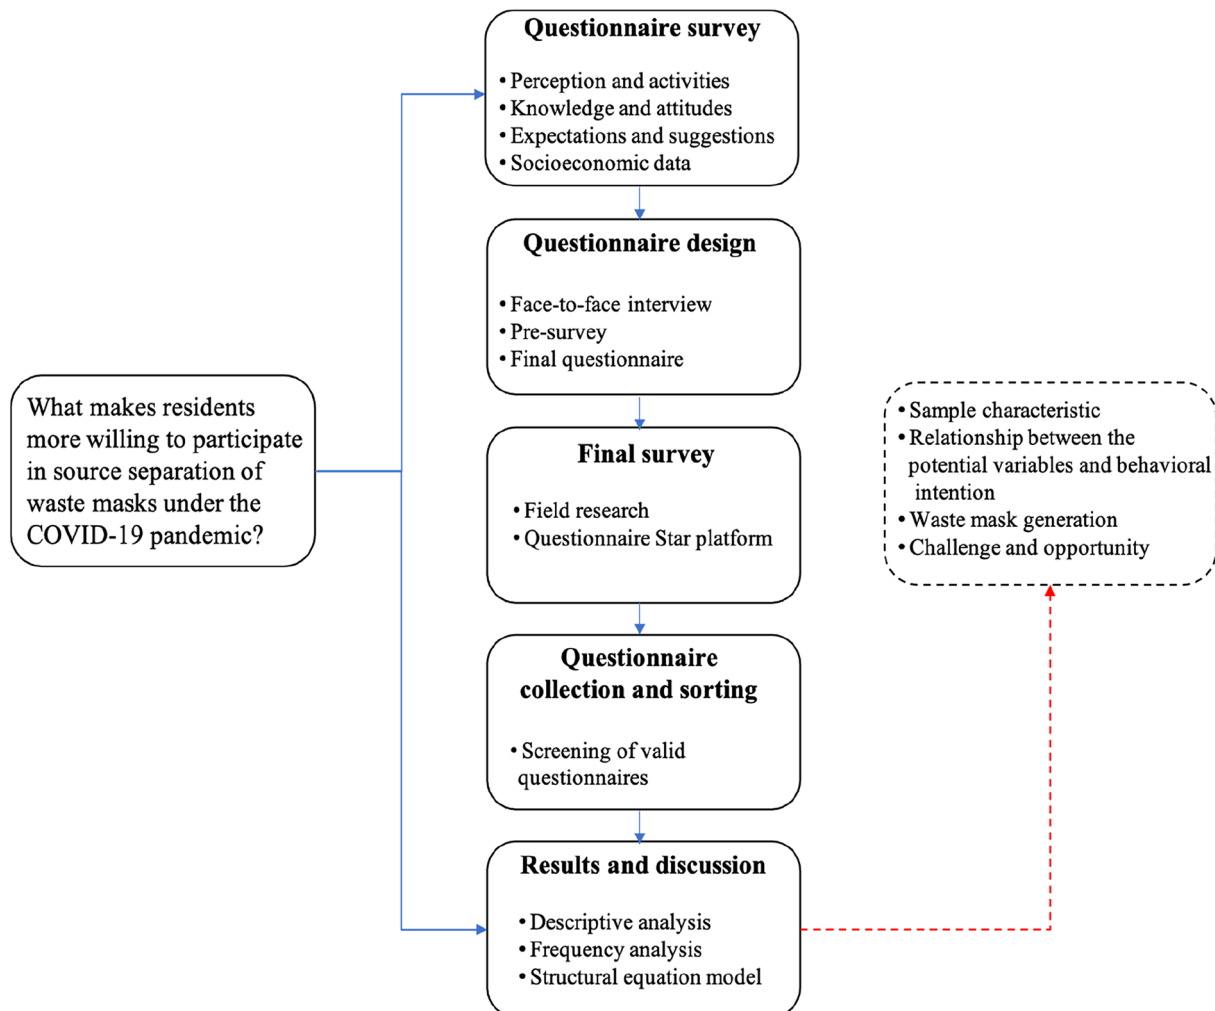 Questionnaire survey
• Perception and activities
• Knowledge and attitudes
• Expectations and suggestions
• Socioeconomic data
Questionnaire design
• Face-to-face interview
• Pre-survey
• Final questionnaire
What makes residents
more willing to participate
in source separation of
waste masks under the
COVID-19 pandemic?
Final survey
• Field research
• Questionnaire Star platform
• Sample characteristic
• Relationship between the
potential variables and behavioral
intention
• Waste mask generation
• Challenge and opportunity
Questionnaire
collection and sorting
• Screening of valid
questionnaires
Results and discussion
• Descriptive analysis
• Frequency analysis
• Structural equation model